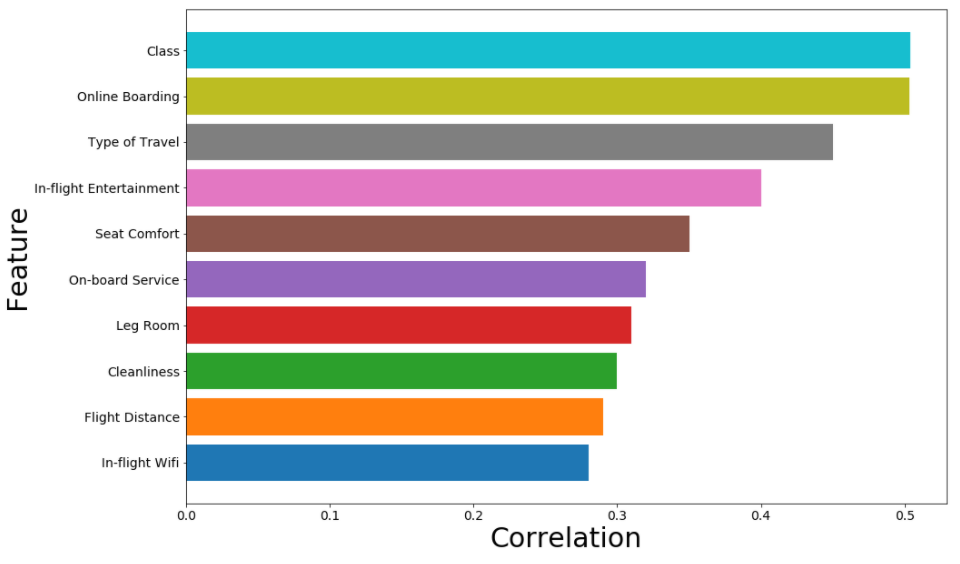 Class
Online Boarding
Type of Travel
In-flight Entertainment
Seat Comfort
On-board Service
Leg Room
Cleanliness
Flight Distance
In-flight Wifi
Feature
0.0 0.1 0.2 0.3 0.4 0.5
Correlation